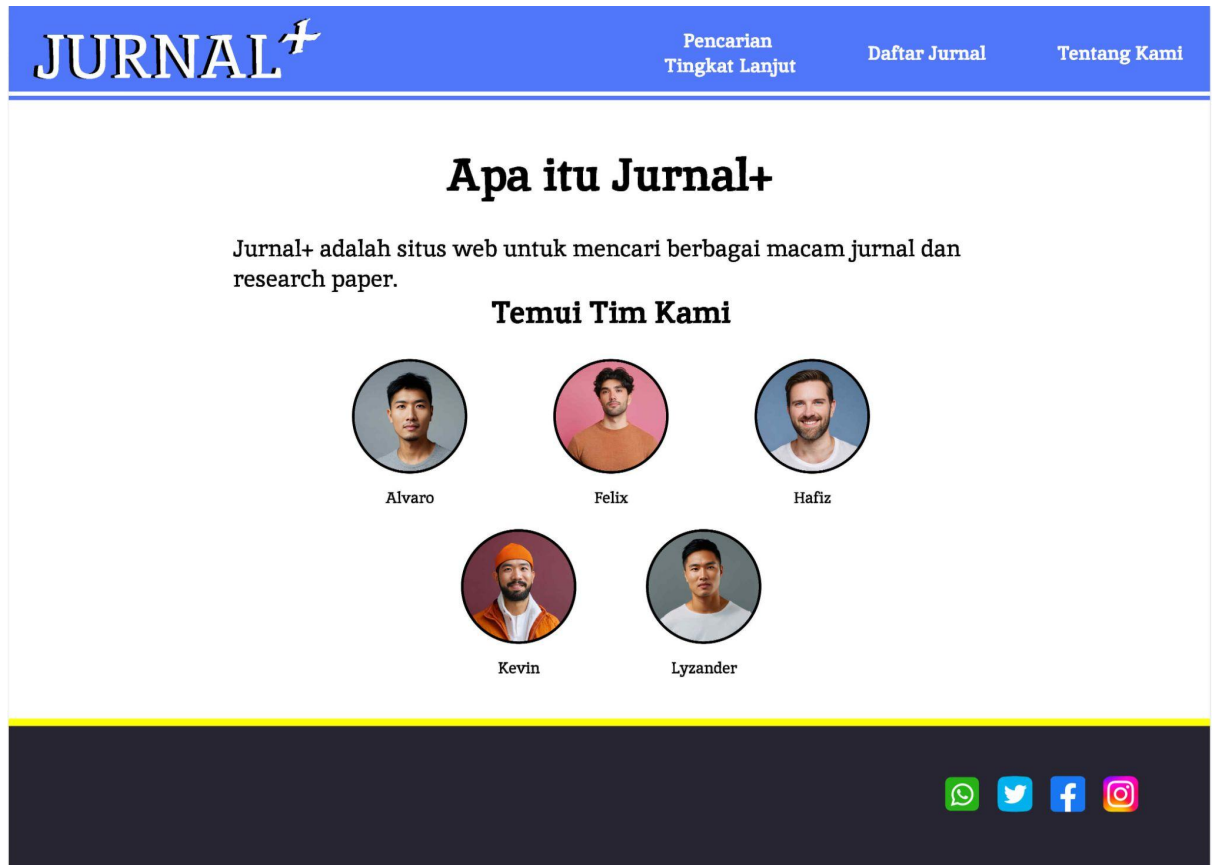 JURNAL+
Pencarian
Tingkat Lanjut
Daftar Jurnal
Tentang Kami
Apa itu Jurnal+
Jurnal+ adalah situs web untuk mencari berbagai macam jurnal dan
research paper.
Temui Tim Kami
Alvaro
Felix
Hafiz
Kevin
Lyzander